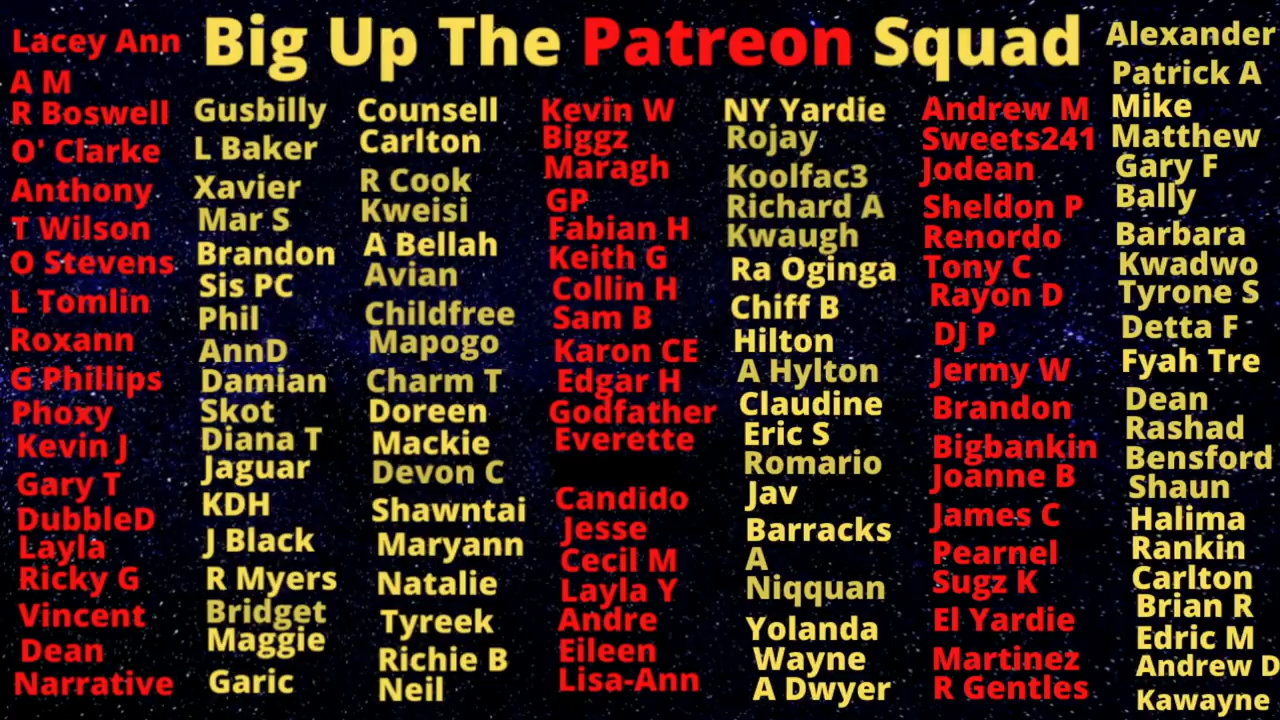 Big Up The Patreon Squad
Lacey Ann
A M
R Boswell
O' Clarke
Anthony
T Wilson
O Stevens
L Tomlin
Roxann
G Phillips
Phoxy
Kevin J
Gary T
DubbleD
Layla
Ricky G
Vincent
Dean
Narrative
Gusbilly
L Baker
Xavier
Mar S
Brandon
Sis PC
Phil
AnnD
Damian
Skot
Diana T
Jaguar
KDH
J Black
R Myers
Bridget
Maggie
Garic
Counsell
Carlton
R Cook
Kweisi
A Bellah
Avian
Childfree
Mapogo
Charm T
Doreen
Mackie
Devon C
Shawntai
Maryann
Natalie
Tyreek
Richie B
Neil
Kevin W
Biggz
Maragh
GP
Fabian H
Keith G
Collin H
Sam B
Karon CE
Edgar H
Godfather
Everette
Candido
Jesse
Cecil M
Layla Y
Andre
Eileen
Lisa-Ann
NY Yardie
Rojay
Koolfac3
Richard A
Kwaugh
Ra Oginga
Chiff B
Hilton
A Hylton
Claudine
Eric S
Romario
Jav
Barracks
A
Niqquan
Yolanda
Wayne
A Dwyer
Andrew M
Sweets241
Jodean
Sheldon P
Renordo
Tony C
Rayon D
DJ P
Jermy W
Brandon
Bigbankin
Joanne B
James C
Pearnel
Sugz K
El Yardie
Martinez
R Gentles
Alexander
Patrick A
Mike
Matthew
Gary F
Bally
Barbara
Kwadwo
Tyrone S
Detta F
Fyah Tre
Dean
Rashad
Bensford
Shaun
Halima
Rankin
Carlton
Brian R
Edric M
Andrew D
Kawayne